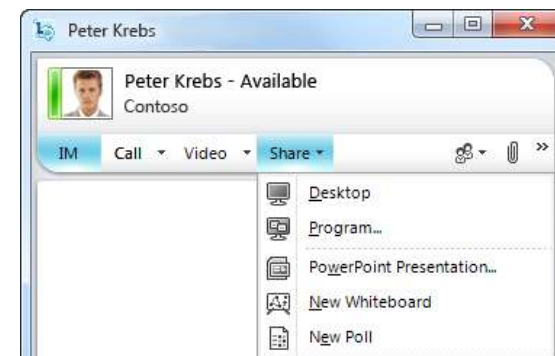 Peter Krebs
Peter Krebs - Available
Contoso
IM Call Video Share
Desktop
Program...
PowerPoint Presentation...
New Whiteboard
New Poll